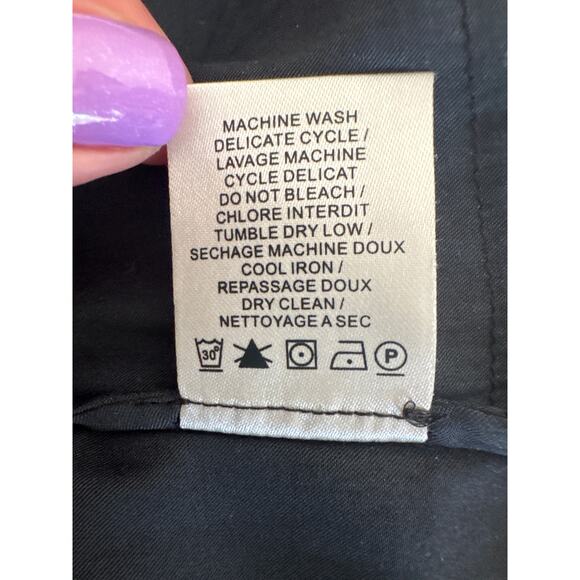 MACHINE WASH
DELICATE CYCLE /
LAVAGE MACHINE
CYCLE DELICAT
DO NOT BLEACH /
CHLORE INTERDIT
TUMBLE DRY LOW /
SECHAGE MACHINE DOUX
COOL IRON /
REPASSAGE DOUX
DRY CLEAN /
NETTOYAGE A SEC
30° P